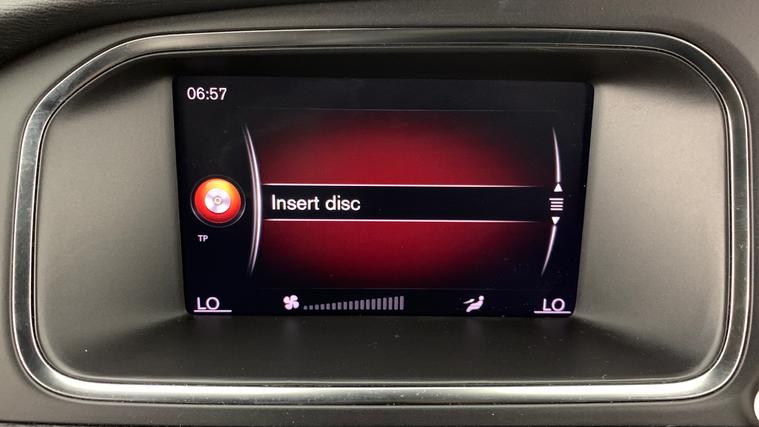 06:57
Insert disc
TP
LO
LO